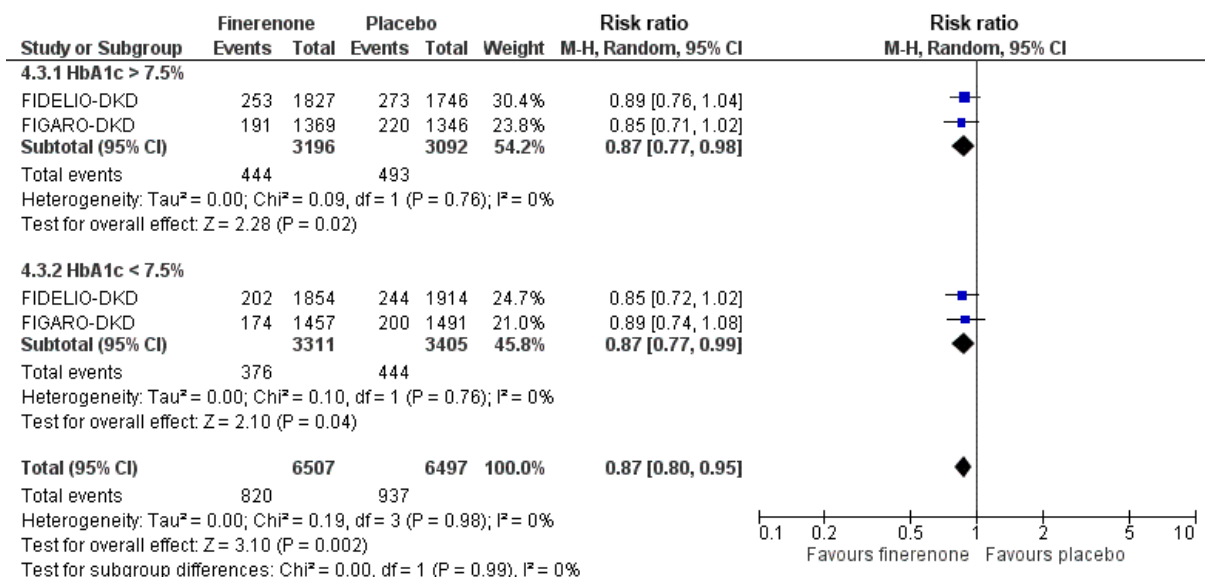 Finerenone Placebo Risk ratio Risk ratio
Study or Subgroup Events Total Events Total Weight M-H, Random, 95% CI M-H, Random, 95% CI
4.3.1 HbA1c > 7.5%
FIDELIO-DKD 253 1827 273 1746 30.4% 0.89 [0.76, 1.04]
FIGARO-DKD 191 1369 220 1346 23.8% 0.85 [0.71, 1.02]
Subtotal (95% CI) 3196 3092 54.2% 0.87 [0.77, 0.98]
Total events 444 493
Heterogeneity: Tau² = 0.00; Chi² = 0.09, df = 1 (P = 0.76); I² = 0%
Test for overall effect: Z = 2.28 (P = 0.02)
4.3.2 HbA1c < 7.5%
FIDELIO-DKD 202 1854 244 1914 24.7% 0.85 [0.72, 1.02]
FIGARO-DKD 174 1457 200 1491 21.0% 0.89 [0.74, 1.08]
Subtotal (95% CI) 3311 3405 45.8% 0.87 [0.77, 0.99]
Total events 376 444
Heterogeneity: Tau² = 0.00; Chi² = 0.10, df = 1 (P = 0.76); I² = 0%
Test for overall effect: Z = 2.10 (P = 0.04)
Total (95% CI) 6507 6497 100.0% 0.87 [0.80, 0.95]
Total events 820 937
Heterogeneity: Tau² = 0.00; Chi² = 0.19, df = 3 (P = 0.98); I² = 0%
Test for overall effect: Z = 3.10 (P = 0.002)
Test for subgroup differences: Chi² = 0.00, df = 1 (P = 0.99), I² = 0%
0.1 0.2 0.5 1 2 5 10
Favours finerenone Favours placebo